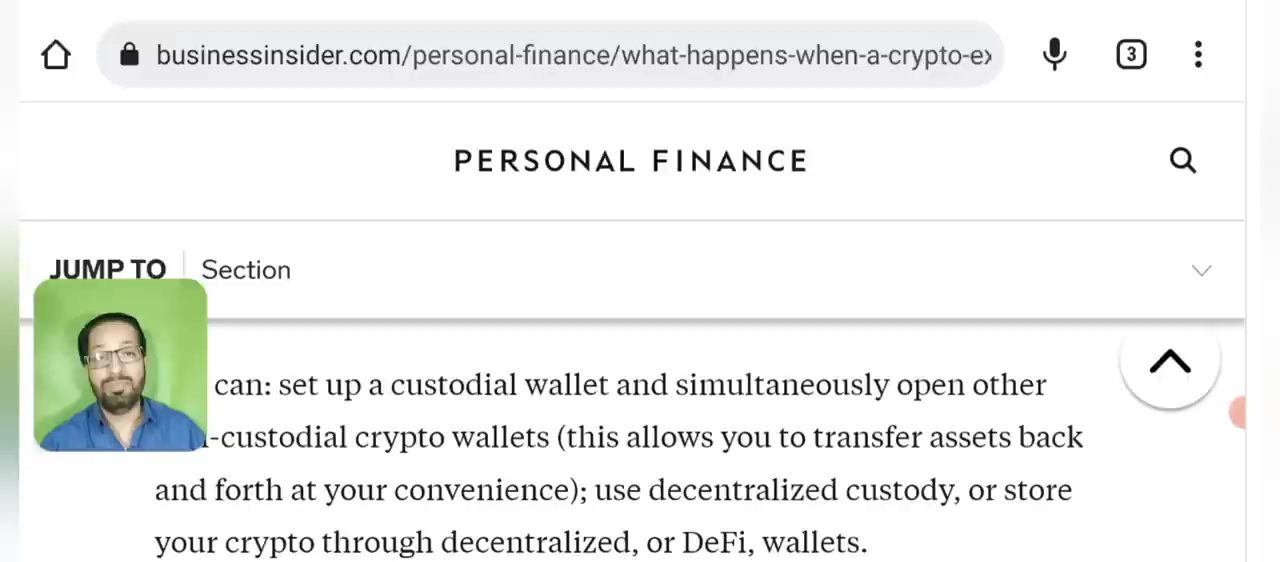 businessinsider.com/personal-finance/what-happens-when-a-crypto-ex
3
PERSONAL FINANCE
JUMP TO Section
can: set up a custodial wallet and simultaneously open other
-custodial crypto wallets (this allows you to transfer assets back
and forth at your convenience); use decentralized custody, or store
your crypto through decentralized, or DeFi, wallets.